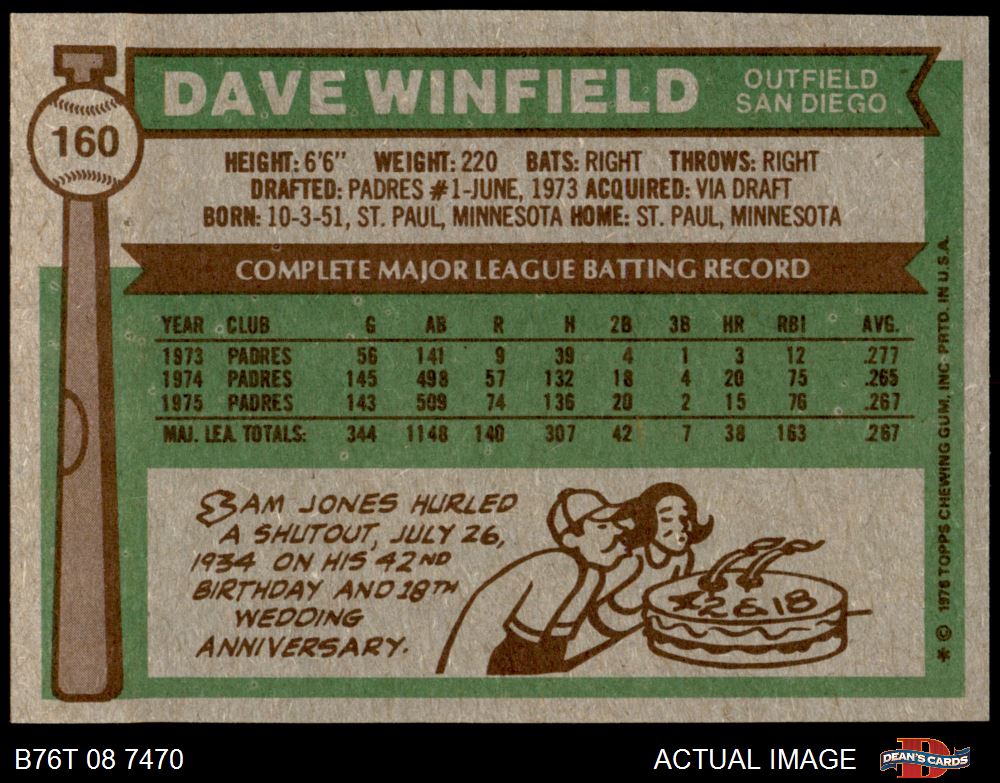 160
DAVE WINFIELD
OUTFIELD
SAN DIEGO
HEIGHT: 6'6" WEIGHT: 220 BATS: RIGHT THROWS: RIGHT
DRAFTED: PADRES #1-JUNE, 1973 ACQUIRED: VIA DRAFT
BORN: 10-3-51, ST. PAUL, MINNESOTA HOME: ST. PAUL, MINNESOTA
COMPLETE MAJOR LEAGUE BATTING RECORD
YEAR CLUB G AB R H 2B 3B HR RBI AVG.
1973 PADRES 56 141 9 39 4 1 3 12 .277
1974 PADRES 145 498 57 132 18 4 20 75 .265
1975 PADRES 143 509 74 136 20 2 15 76 .267
MAJ. LEA. TOTALS: 344 1148 140 307 42 7 38 163 .267
SAM JONES HURLED
A SHUTOUT, JULY 26,
1934 ON HIS 42ND
BIRTHDAY AND 18TH
WEDDING
ANNIVERSARY.
42 & 18
* © 1976 TOPPS CHEWING GUM, INC. PRTD. IN U.S.A.
B76T 08 7470
ACTUAL IMAGE
D
DEAN'S CARDS